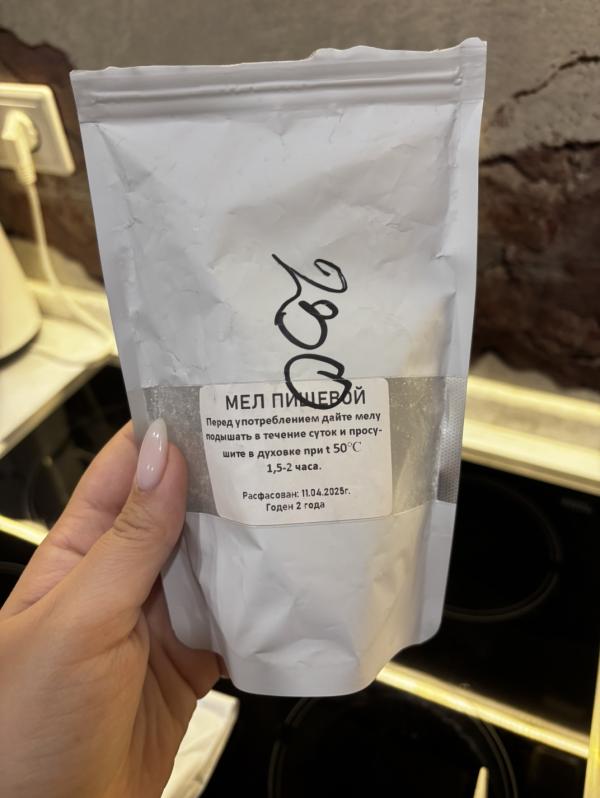 МЕЛ ПИЩЕВОЙ
Перед употреблением дайте мелу
подышать в течение суток и просу-
шите в духовке при t 50°C
1,5-2 часа.
Расфасован: 11.04.2025г.
Годен 2 года